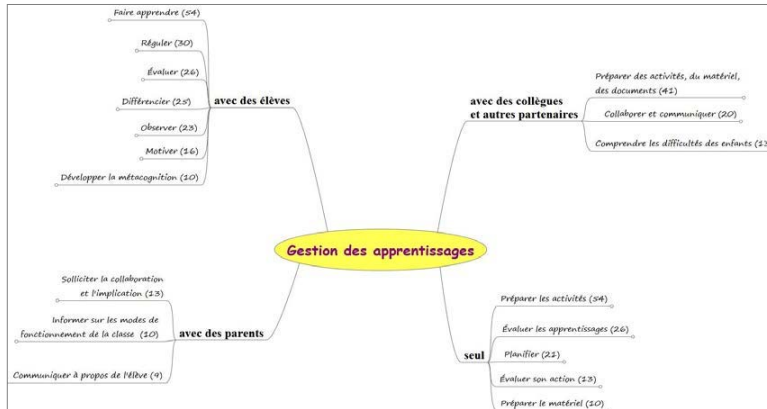 Faire apprendre (54)
Réguler (30)
Évaluer (26)
Différencier (25)
Observer (23)
Motiver (16)
Développer la métacognition (10)
avec des élèves
avec des collègues
et autres partenaires
Préparer des activités, du matériel,
des documents (41)
Collaborer et communiquer (20)
Comprendre les difficultés des enfants (13
Gestion des apprentissages
Solliciter la collaboration
et l'implication (13)
Informer sur les modes de
fonctionnement de la classe (10)
Communiquer à propos de l'élève (9)
avec des parents
seul
Préparer les activités (54)
Évaluer les apprentissages (26)
Planifier (21)
Évaluer son action (13)
Préparer le matériel (10)